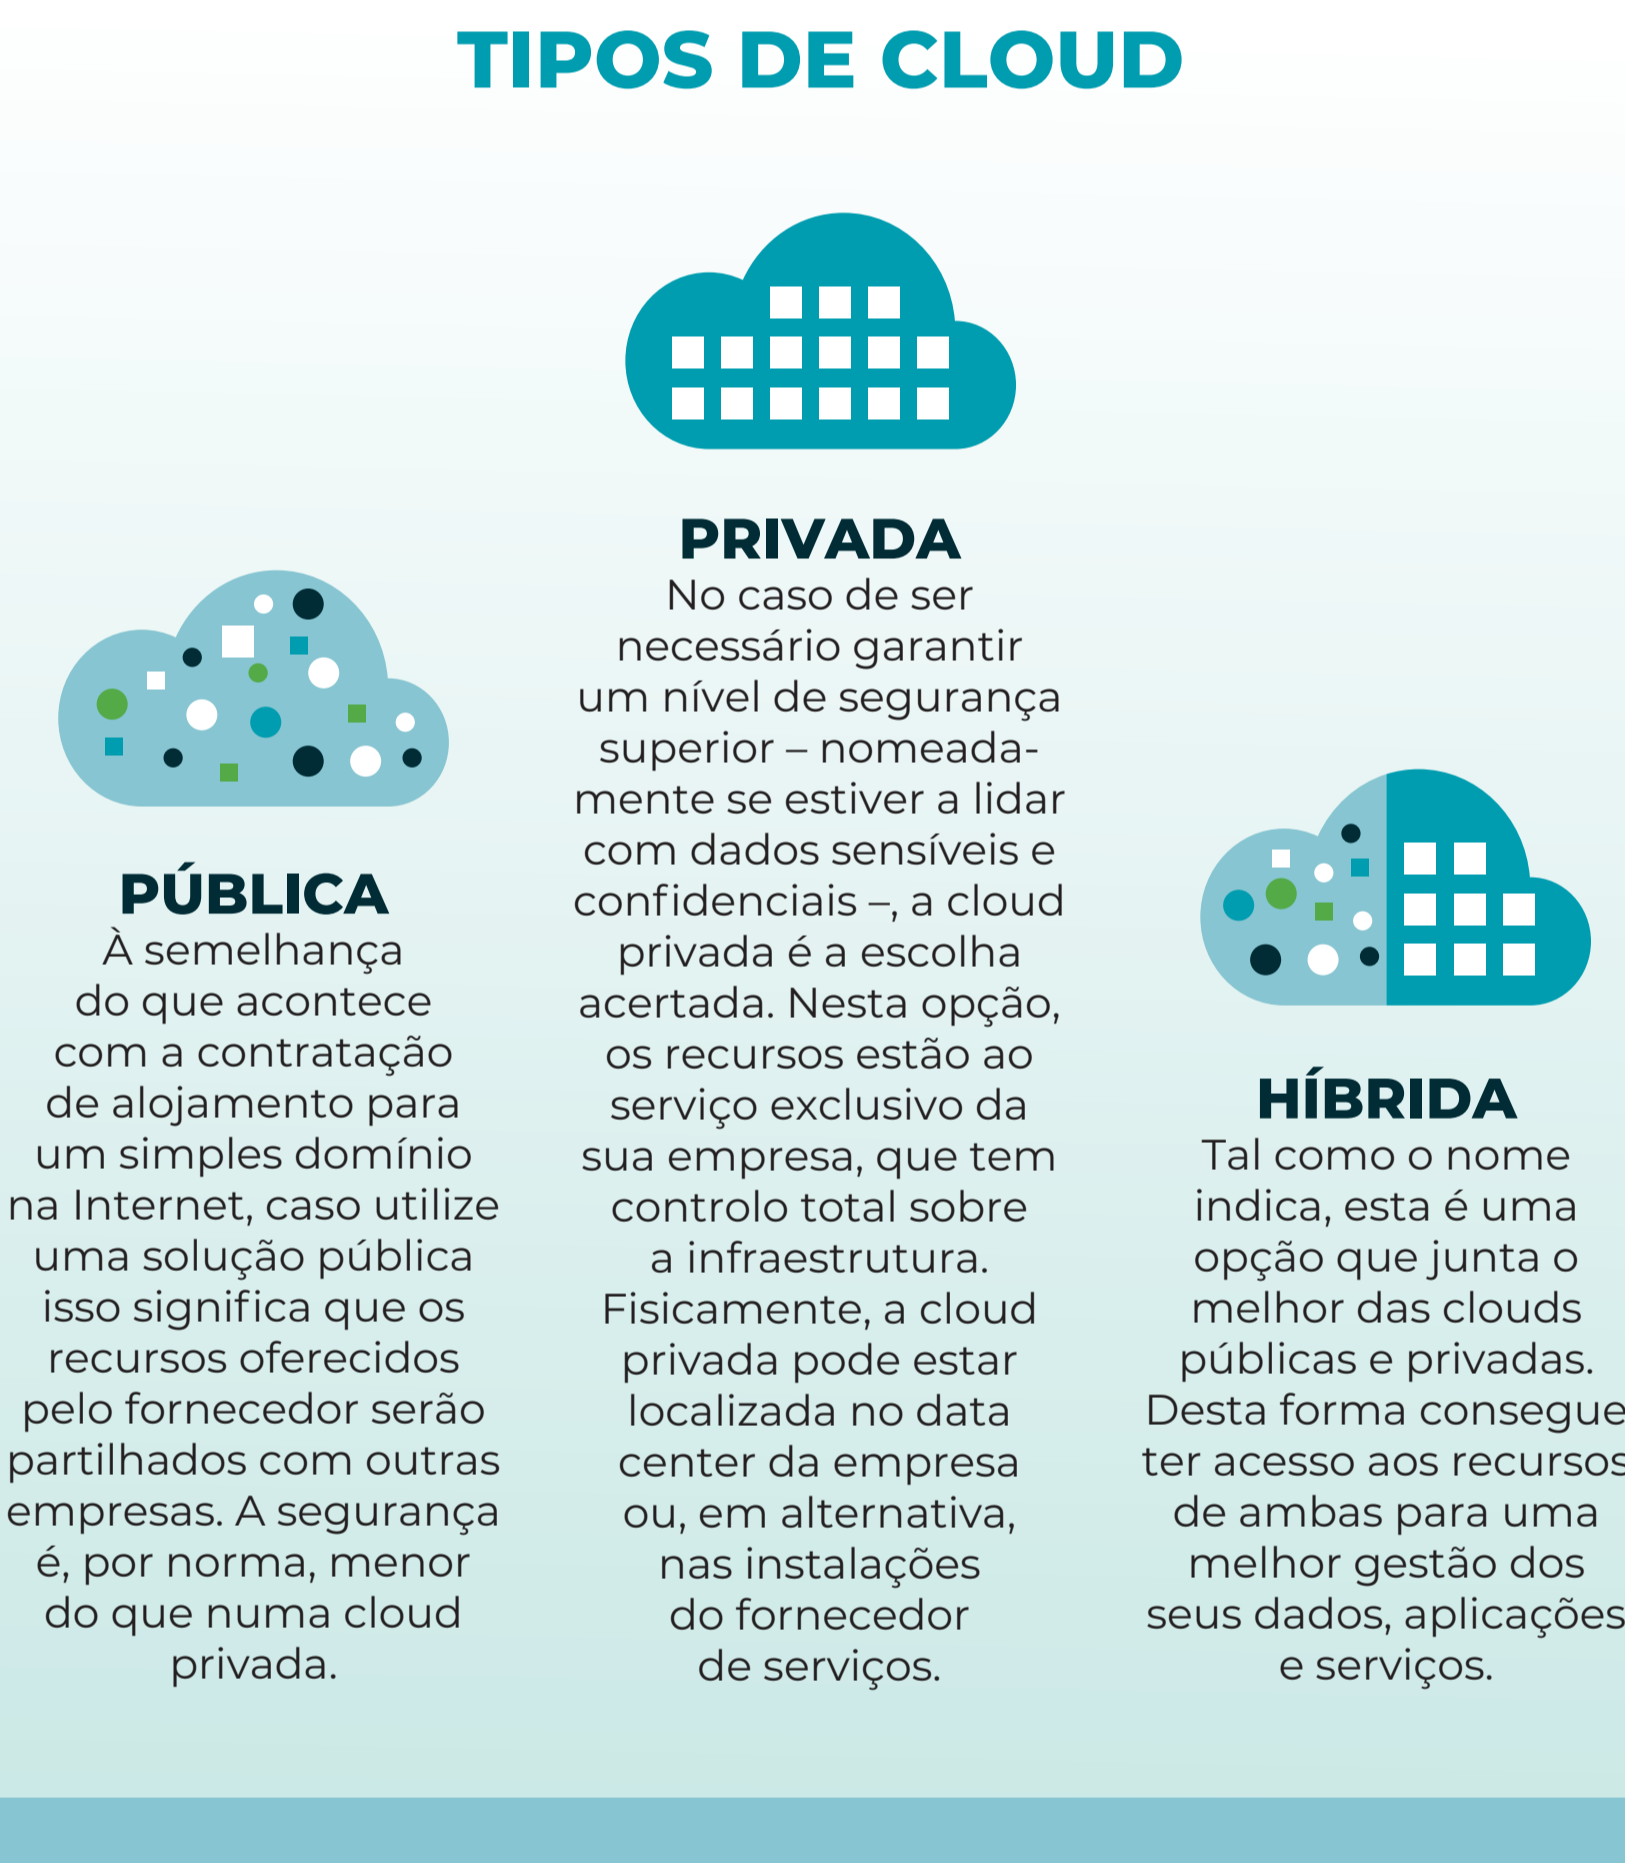 TIPOS DE CLOUD
PÚBLICA
À semelhança
do que acontece
com a contratação
de alojamento para
um simples domínio
na Internet, caso utilize
uma solução pública
isso significa que os
recursos oferecidos
pelo fornecedor serão
partilhados com outras
empresas. A segurança
é, por norma, menor
do que numa cloud
privada.
PRIVADA
No caso de ser
necessário garantir
um nível de segurança
superior – nomeada-
mente se estiver a lidar
com dados sensíveis e
confidenciais –, a cloud
privada é a escolha
acertada. Nesta opção,
os recursos estão ao
serviço exclusivo da
sua empresa, que tem
controlo total sobre
a infraestrutura.
Fisicamente, a cloud
privada pode estar
localizada no data
center da empresa
ou, em alternativa,
nas instalações
do fornecedor
de serviços.
HÍBRIDA
Tal como o nome
indica, esta é uma
opção que junta o
melhor das clouds
públicas e privadas.
Desta forma consegue
ter acesso aos recursos
de ambas para uma
melhor gestão dos
seus dados, aplicações
e serviços.